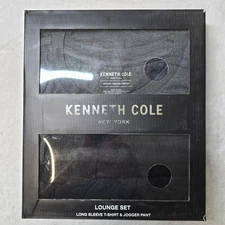 KENNETH COLE
KENNETH COLE
NEW YORK
LOUNGE SET
LONG SLEEVE T-SHIRT & JOGGER PANT